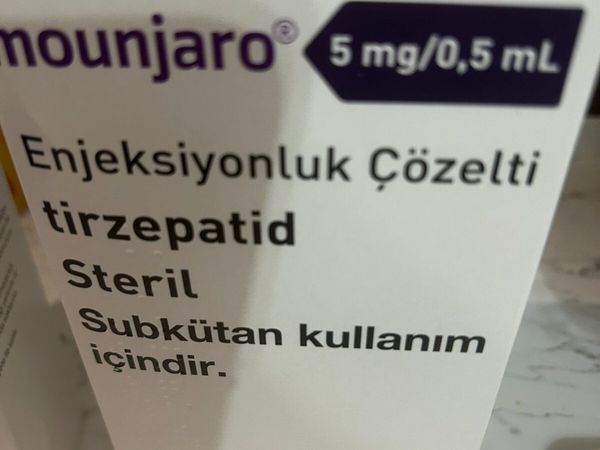 mounjaro® 5 mg/0,5 mL
Enjeksiyonluk Çözelti
tirzepatid
Steril
Subkütan kullanım
içindir.